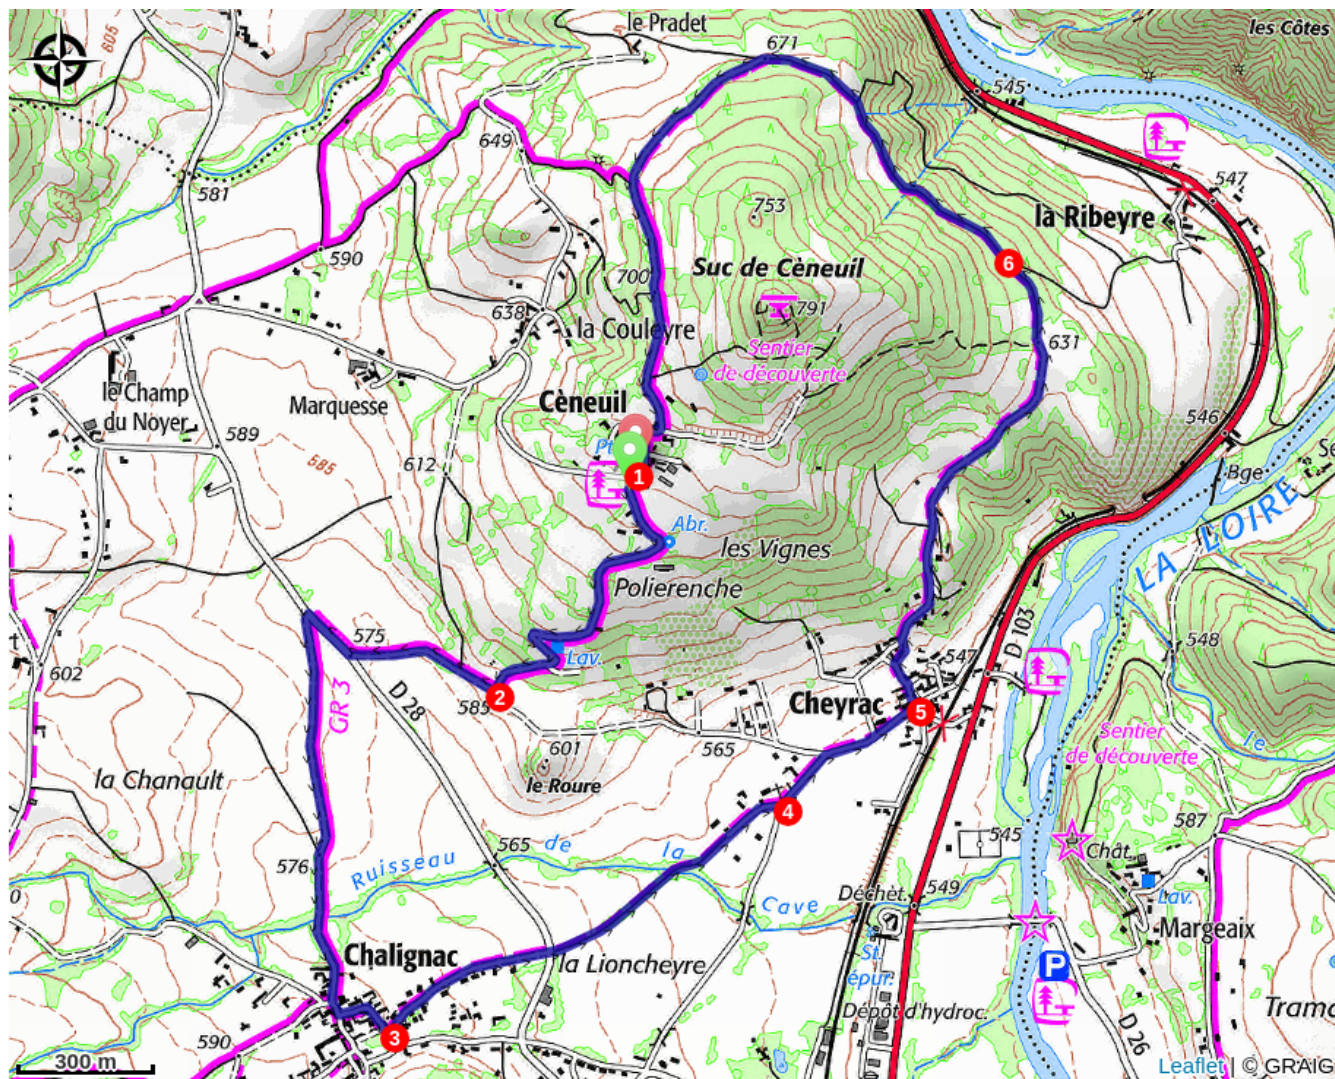 le Pradet
les Côtes
671
605
545
649
581
547
753
la Ribeyre
590
Suc de Cèneuil
700
638
791
la Couleyre
631
Sentier
de découverte
le Champ
du Noyer
Marquesse
Cèneuil
546
589
585
612
1
Bge
Abr.
les Vignes
LA LOIRE
Polierenche
575
D 103
548
602
Lav.
547
GR 3
2
585
D 28
Cheyrac
5
601
565
Sentier
de découverte
le
la Chanault
le Roure
4
587
545
565
576
Ruisseau de la Cave
Chât.
Déchèt.
549
Lav.
Margeaix
Chalignac
la Lioncheyre
St.
épur.
P
Dépôt d'hydroc.
3
590
D 26
300 m
6
Leaflet | © GRAIG